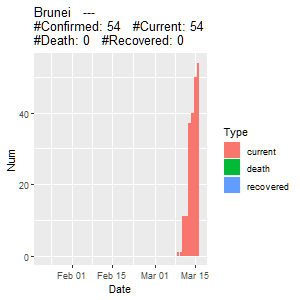 Brunei   ---
#Confirmed: 54   #Current: 54
#Death: 0   #Recovered: 0
Num
40
20
0
Feb 01
Feb 15
Mar 01
Mar 15
Date
Type
current
death
recovered